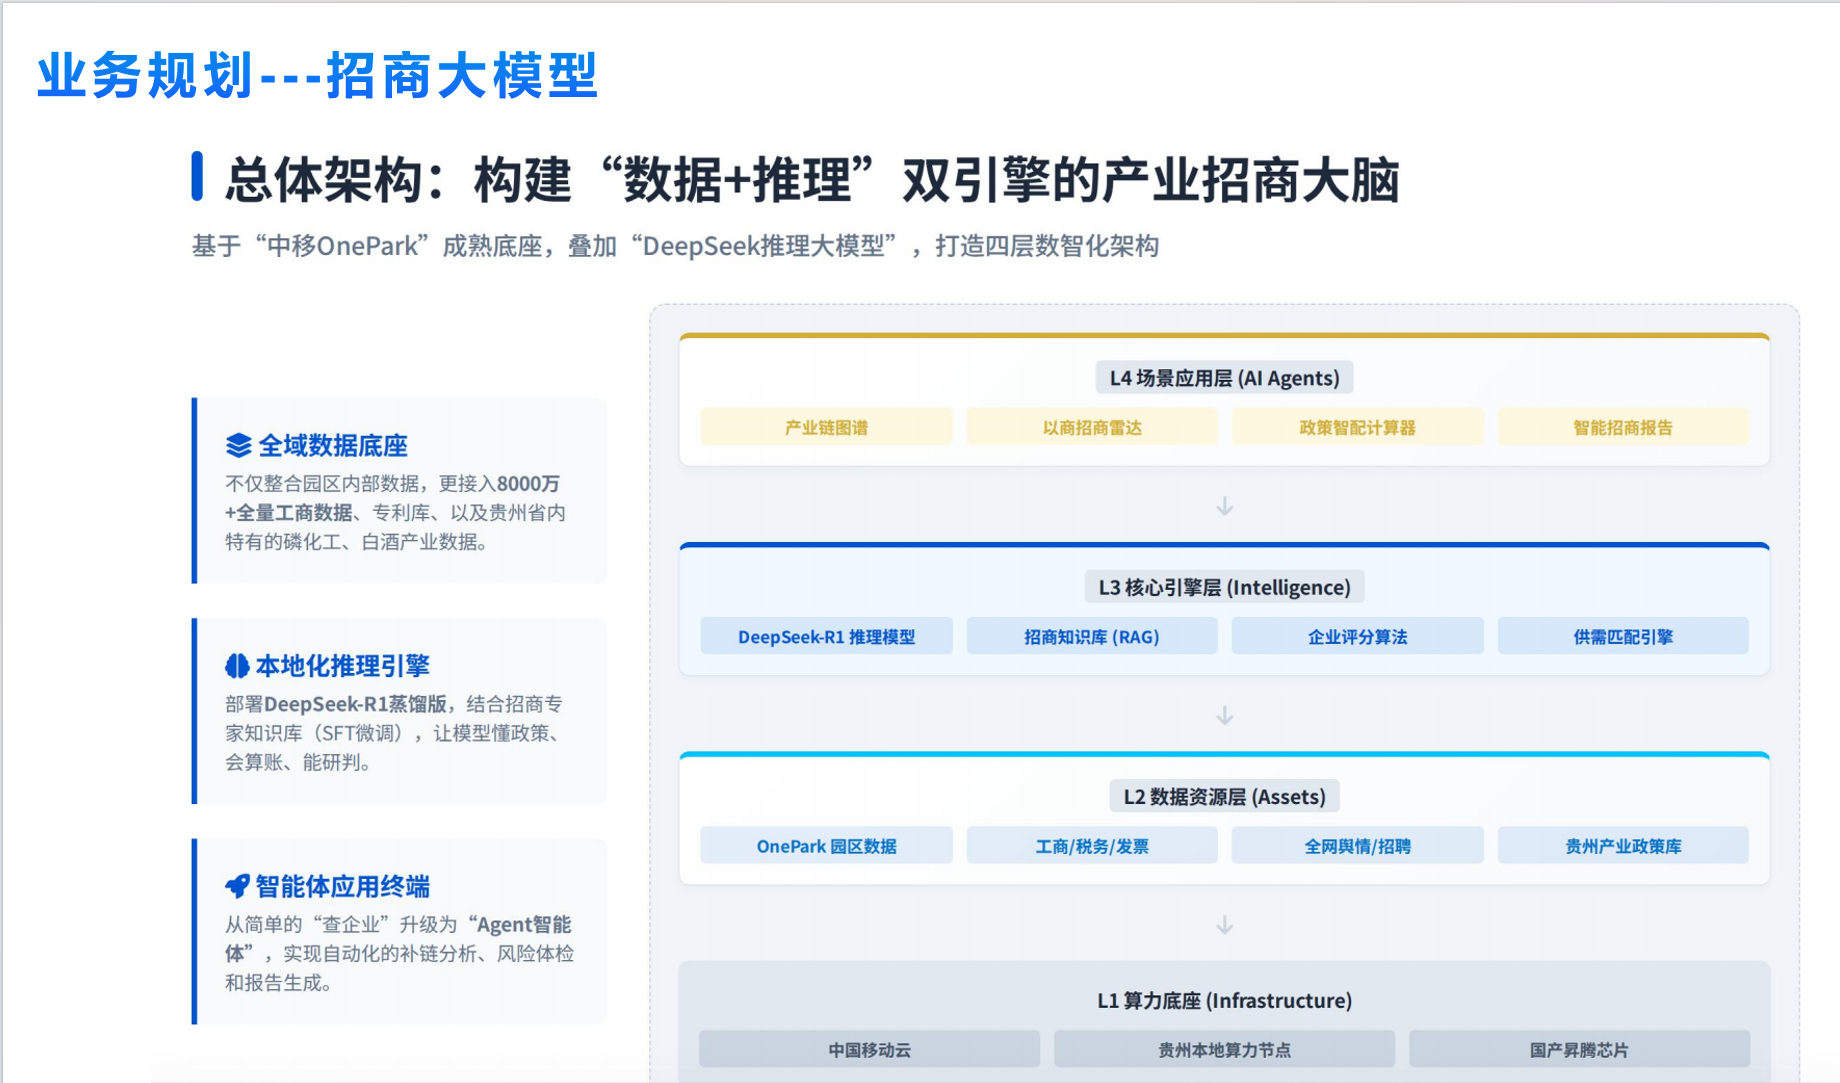 业务规划---招商大模型
总体架构：构建“数据+推理”双引擎的产业招商大脑
基于“中移OnePark”成熟底座，叠加“DeepSeek推理大模型”，打造四层数智化架构
全域数据底座
不仅整合园区内部数据，更接入8000万
+全量工商数据、专利库、以及贵州省内
特有的磷化工、白酒产业数据。
本地化推理引擎
部署DeepSeek-R1蒸馏版，结合招商专
家知识库（SFT微调），让模型懂政策、
会算账、能研判。
智能体应用终端
从简单的“查企业”升级为“Agent智能
体”，实现自动化的补链分析、风险体检
和报告生成。
L4 场景应用层 (AI Agents)
产业链图谱 以商招商雷达 政策智配计算器 智能招商报告
L3 核心引擎层 (Intelligence)
DeepSeek-R1 推理模型 招商知识库 (RAG) 企业评分算法 供需匹配引擎
L2 数据资源层 (Assets)
OnePark 园区数据 工商/税务/发票 全网舆情/招聘 贵州产业政策库
L1 算力底座 (Infrastructure)
中国移动云 贵州本地算力节点 国产昇腾芯片